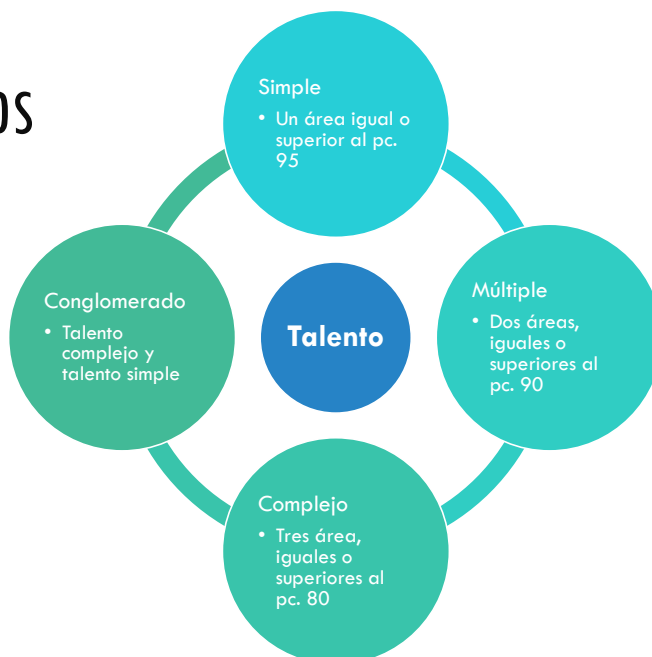 os
Simple
• Un área igual o
superior al pc.
95
Múltiple
• Dos áreas,
iguales o
superiores al
pc. 90
Talento
Conglomerado
• Talento
complejo y
talento simple
Complejo
• Tres área,
iguales o
superiores al
pc. 80